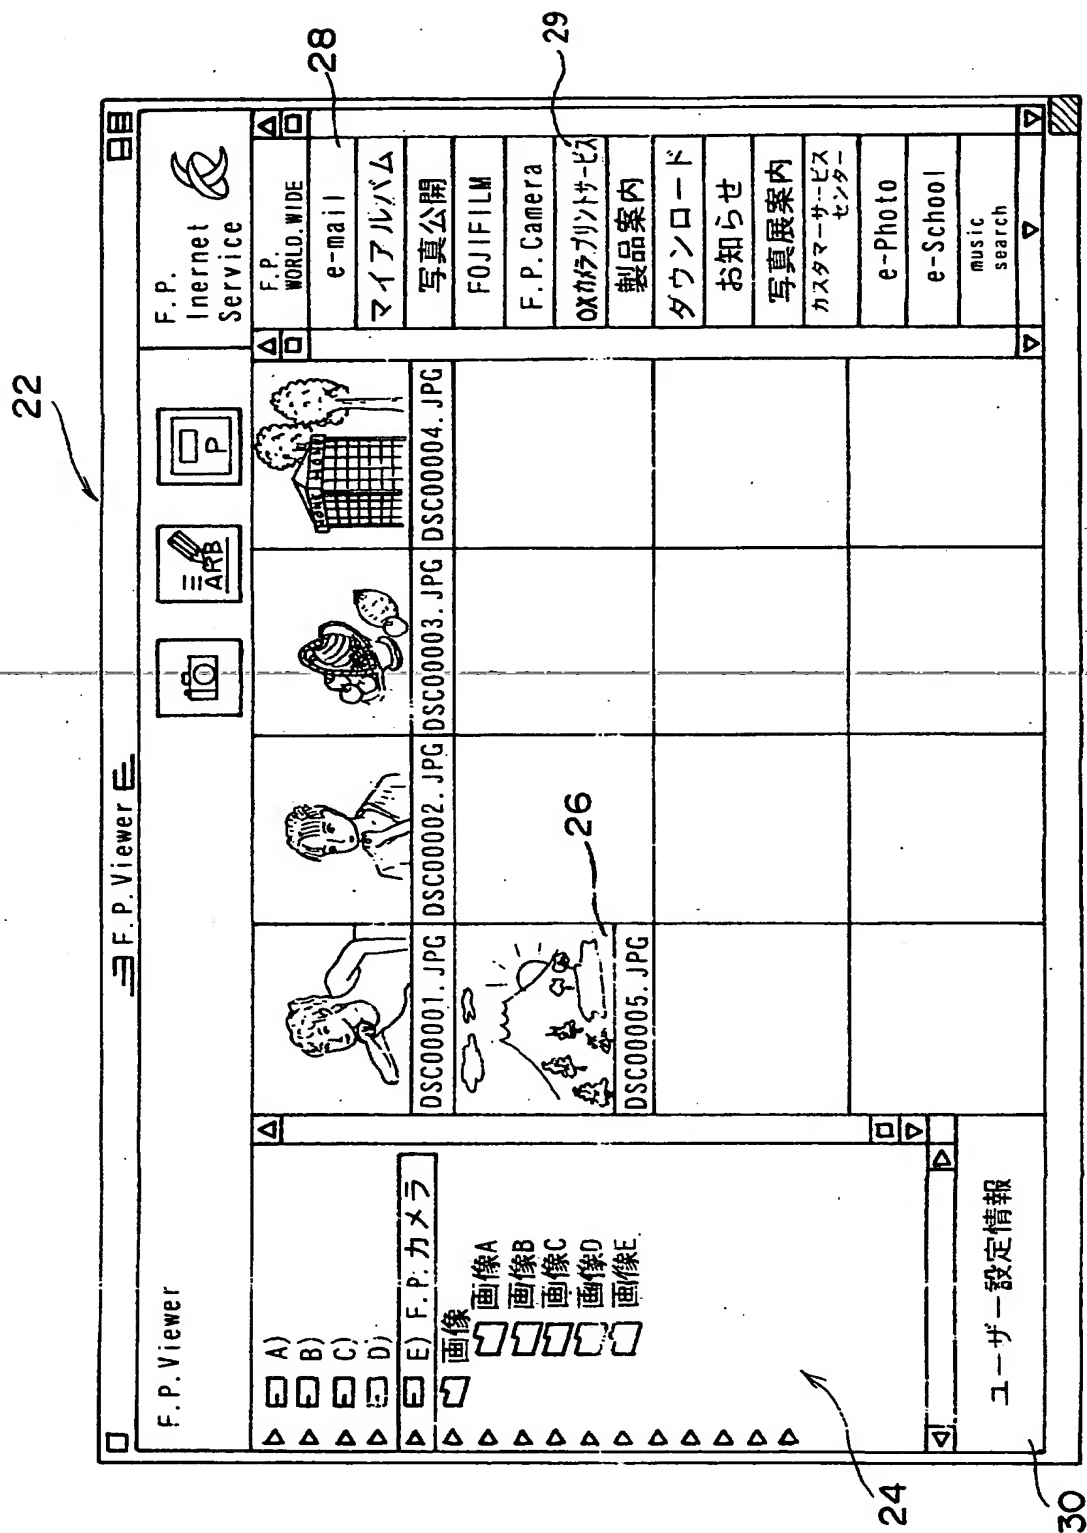 22
F.P.Viewer
F.P.Viewer
F.P.
Inernet
Service
ARB
P
A)
B)
C)
D)
E) F.P.カメラ
画像
画像A
画像B
画像C
画像D
画像E
ユーザー設定情報
DSC00001.JPG
DSC00002.JPG
DSC00003.JPG
DSC00004.JPG
DSC00005.JPG
F.P.
WORLD.WIDE
e-mail
マイアルバム
写真公開
FOJIFILM
F.P.Camera
QXカメラプリントサービス
製品案内
ダウンロード
お知らせ
写真展案内
カスタマーサービス
センター
e-Photo
e-School
music
search
28
29
26
24
30